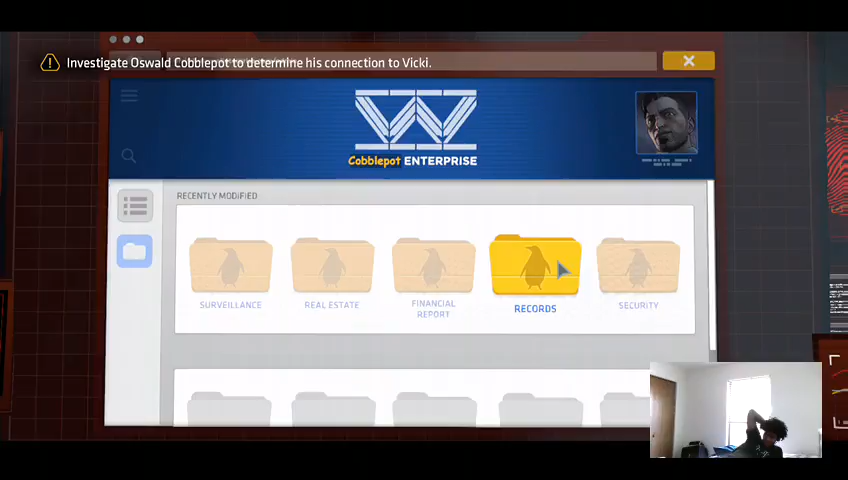 Investigate Oswald Cobblepot to determine his connection to Vicki.
Cobblepot ENTERPRISE
RECENTLY MODIFIED
SURVEILLANCE
REAL ESTATE
FINANCIAL
REPORT
RECORDS
SECURITY